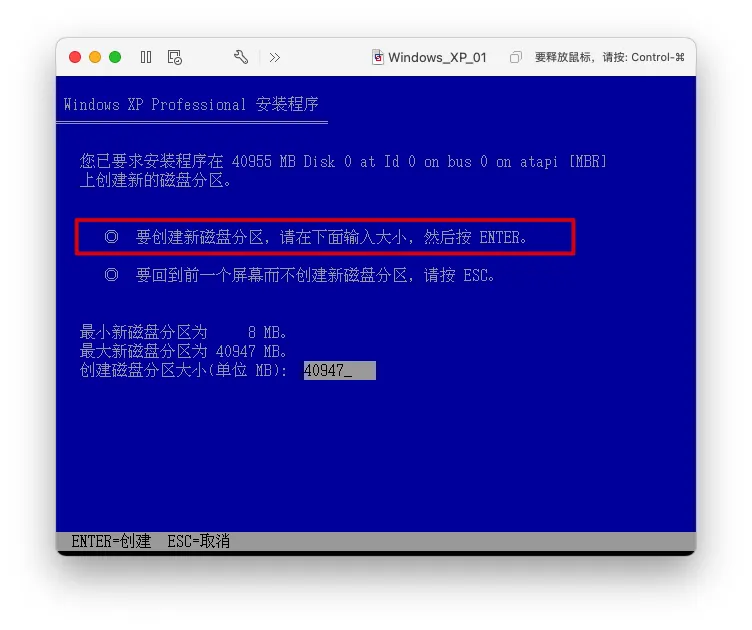 Windows_XP_01
要释放鼠标，请按: Control-⌘
Windows XP Professional 安装程序
您已要求安装程序在 40955 MB Disk 0 at Id 0 on bus 0 on atapi [MBR]
上创建新的磁盘分区。
◎ 要创建新磁盘分区，请在下面输入大小，然后按 ENTER。
◎ 要回到前一个屏幕而不创建新磁盘分区，请按 ESC。
最小新磁盘分区为 8 MB。
最大新磁盘分区为 40947 MB。
创建磁盘分区大小(单位 MB): 40947_
ENTER=创建 ESC=取消